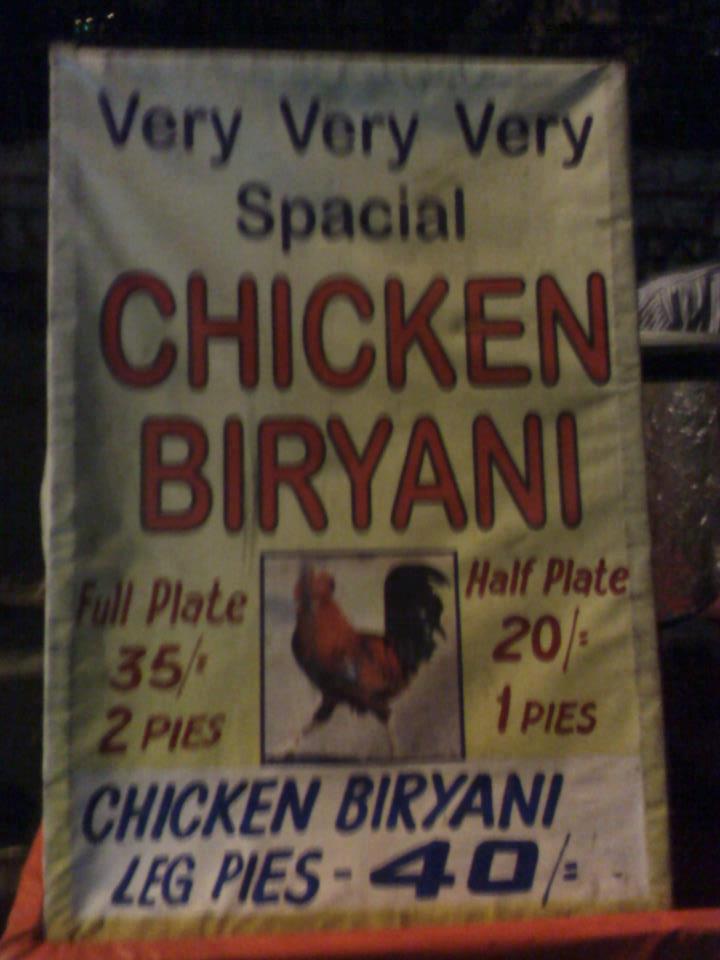 Very Very Very
Spacial
CHICKEN
BIRYANI
Full Plate
35/=
2 PIES
Half Plate
20/=
1 PIES
CHICKEN BIRYANI
LEG PIES - 40/=